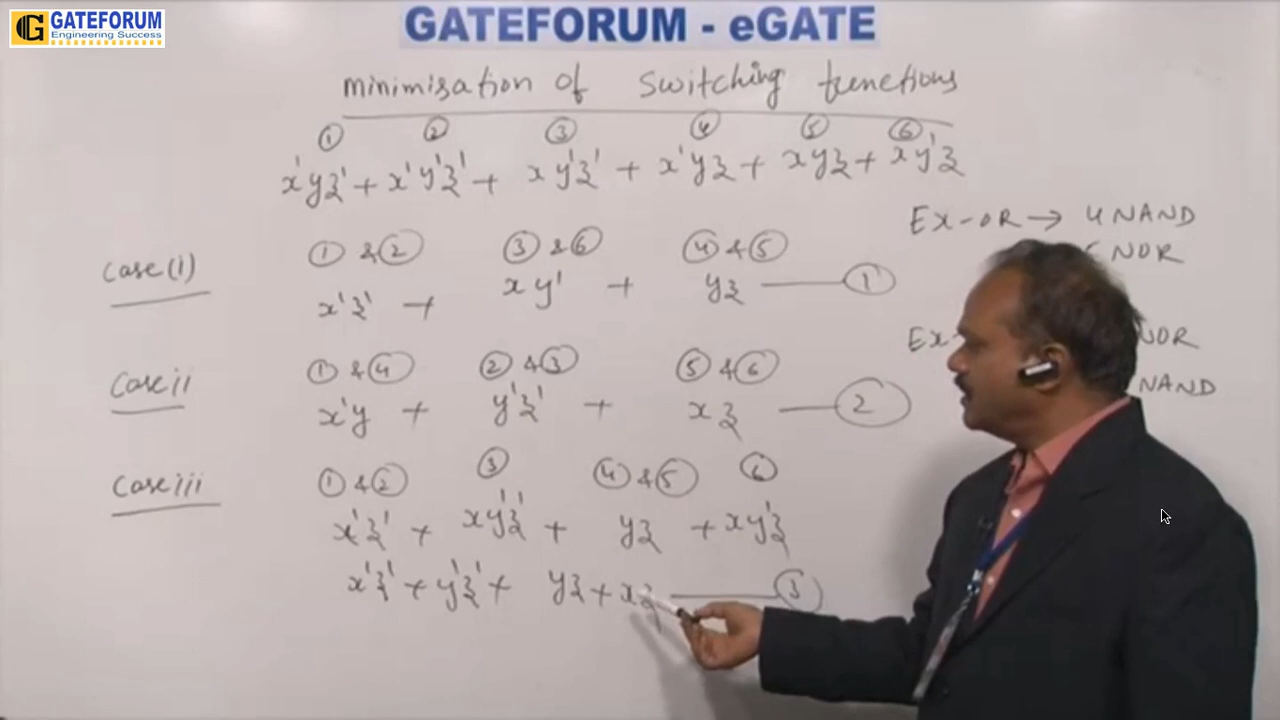 GATEFORUM
Engineering Success
GATEFORUM - eGATE
minimisation of switching functions
① ② ③ ④ ⑤ ⑥
x'yz' + x'y'z' + xy'z' + x'yz + xyz + xy'z
Ex-OR → 4 NAND
NOR
Case(i) ① & ② ③ & ⑥ ④ & ⑤
x'z' + xy' + yz — ①
Ex- NOR
NAND
Case ii ① & ④ ② & ③ ⑤ & ⑥
x'y + y'z' + xz — ②
Case iii ① & ② ③ ④ & ⑤ ⑥
x'z' + xy'z' + yz + xy'z
x'z' + y'z' + yz + xz — ③